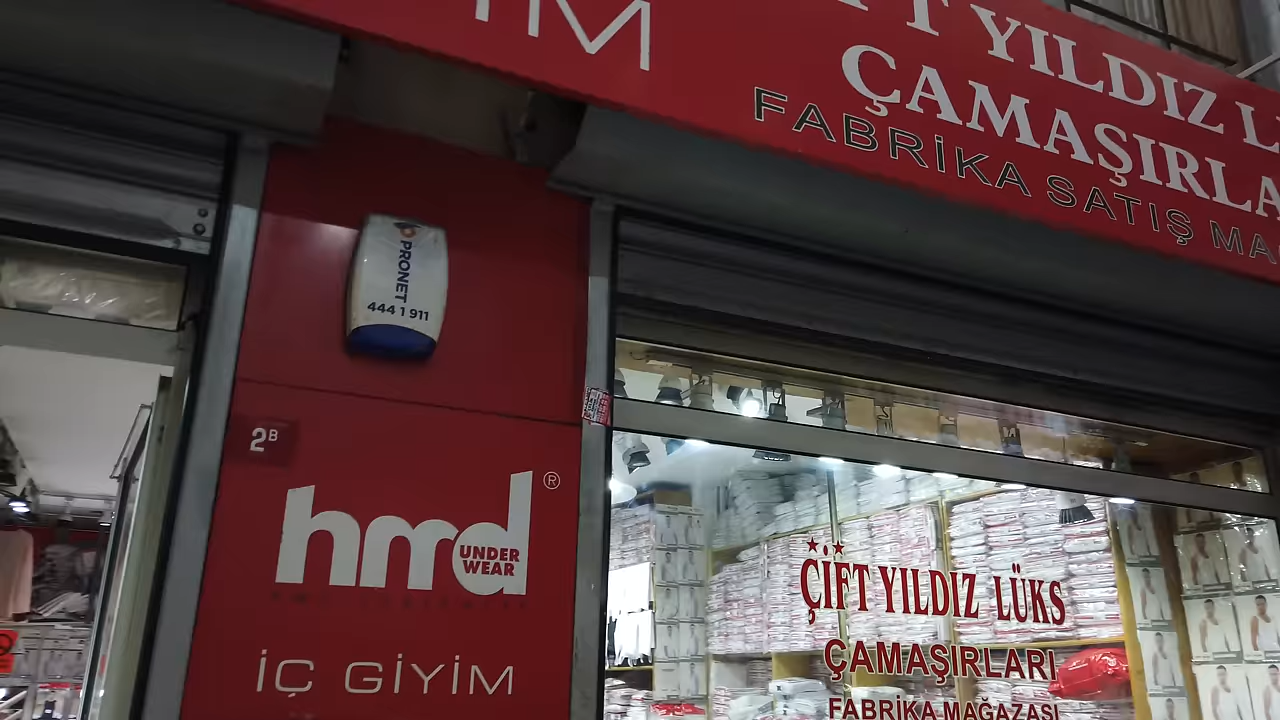 ÇAMAŞIRLA
FABRİKA SATIŞ MA
YILDIZ L
PRONET
444 1 911
2B
hmd®
UNDER
WEAR
İÇ GİYİM
ÇİFT YILDIZ LÜKS
ÇAMAŞIRLARI
FABRİKA MAĞAZASI